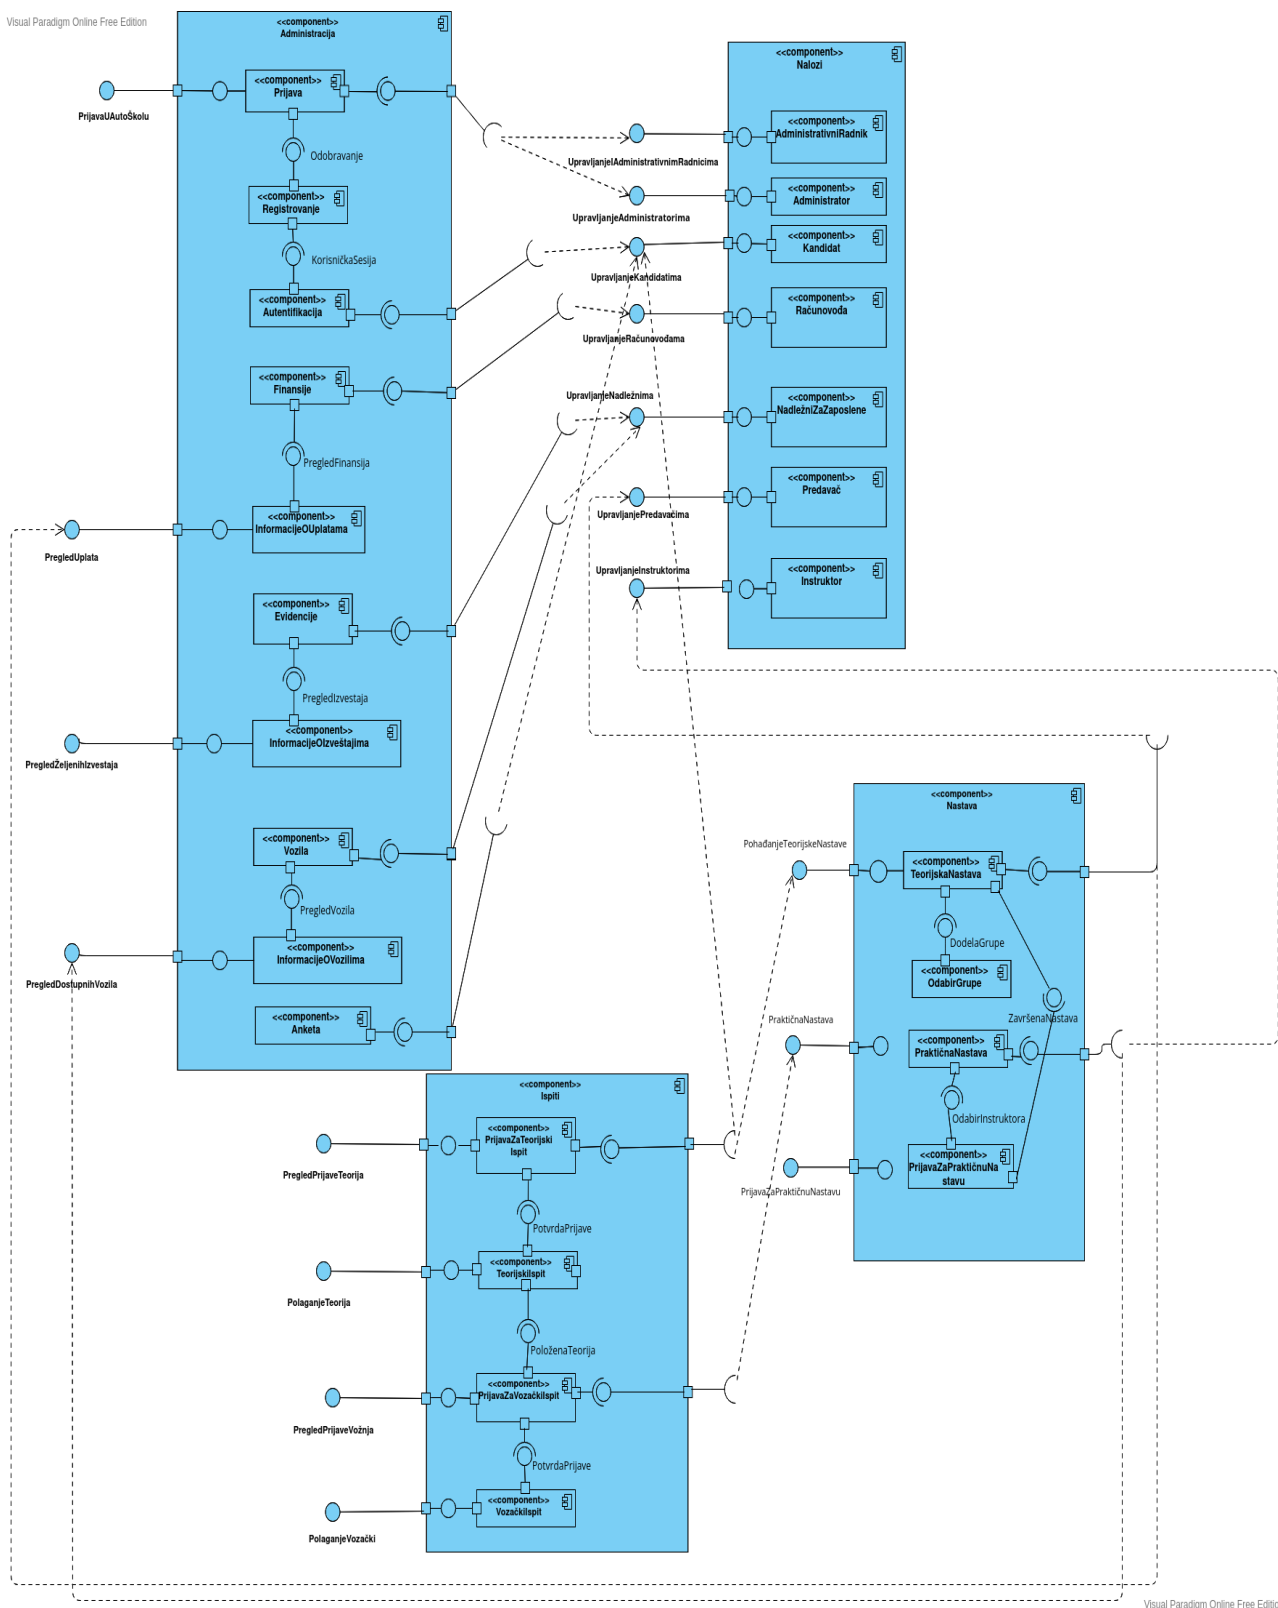 Visual Paradigm Online Free Edition
<<component>>
Administracija
<<component>>
Prijava
PrijavaUAutoŠkolu
Odobravanje
<<component>>
Registrovanje
KorisničkaSesija
<<component>>
Autentifikacija
<<component>>
Finansije
PregledFinansija
<<component>>
InformacijeOUplatama
PregledUplata
<<component>>
Evidencije
PregledIzvestaja
<<component>>
InformacijeOIzveštajima
PregledŽeljenihIzvestaja
<<component>>
Vozila
PregledVozila
<<component>>
InformacijeOVozilima
PregledDostupnihVozila
<<component>>
Anketa
<<component>>
Nalozi
<<component>>
AdministrativniRadnik
UpravljanjeIAdministrativnimRadnicima
<<component>>
Administrator
UpravljanjeAdministratorima
<<component>>
Kandidat
UpravljanjeKandidatima
<<component>>
Računovođa
UpravljanjeRačunovođama
UpravljanjeNadležnima
<<component>>
NadležniZaZaposlene
<<component>>
Predavač
UpravljanjePredavačima
UpravljanjeInstruktorima
<<component>>
Instruktor
<<component>>
Nastava
PohađanjeTeorijskeNastave
<<component>>
TeorijskaNastava
DodelaGrupe
<<component>>
OdabirGrupe
ZavršenaNastava
PraktičnaNastava
<<component>>
PraktičnaNastava
OdabirInstruktora
<<component>>
PrijavaZaPraktičnuNa
stavu
PrijavaZaPraktičnuNastavu
<<component>>
Ispiti
<<component>>
PrijavaZaTeorijski
Ispit
PregledPrijaveTeorija
PotvrdaPrijave
<<component>>
TeorijskiIspit
PolaganjeTeorija
PoloženaTeorija
<<component>>
PrijavaZaVozačkiIspit
PregledPrijaveVožnja
PotvrdaPrijave
<<component>>
VozačkiIspit
PolaganjeVozački
Visual Paradigm Online Free Editio